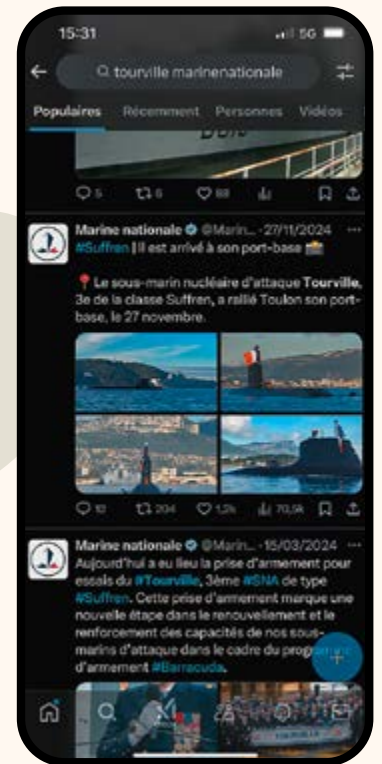 15:31
5G
tourville marinenationale
Populaires Récemment Personnes Vidéos
5 6
Marine nationale @Marin... · 27/11/2024 ···
#Suffren | Il est arrivé à son port-base
Le sous-marin nucléaire d'attaque Tourville,
3e de la classe Suffren, a rallié Toulon son port-
base, le 27 novembre.
204 1,2k 70,5k
Marine nationale @Marin... · 15/03/2024 ···
Aujourd'hui a eu lieu la prise d'armement pour
essais du #Tourville, 3ème #SNA de type
#Suffren. Cette prise d'armement marque une
nouvelle étape dans le renouvellement et le
renforcement des capacités de nos sous-
marins d'attaque dans le cadre du programme
d'armement #Barracuda.
TOURVILLE